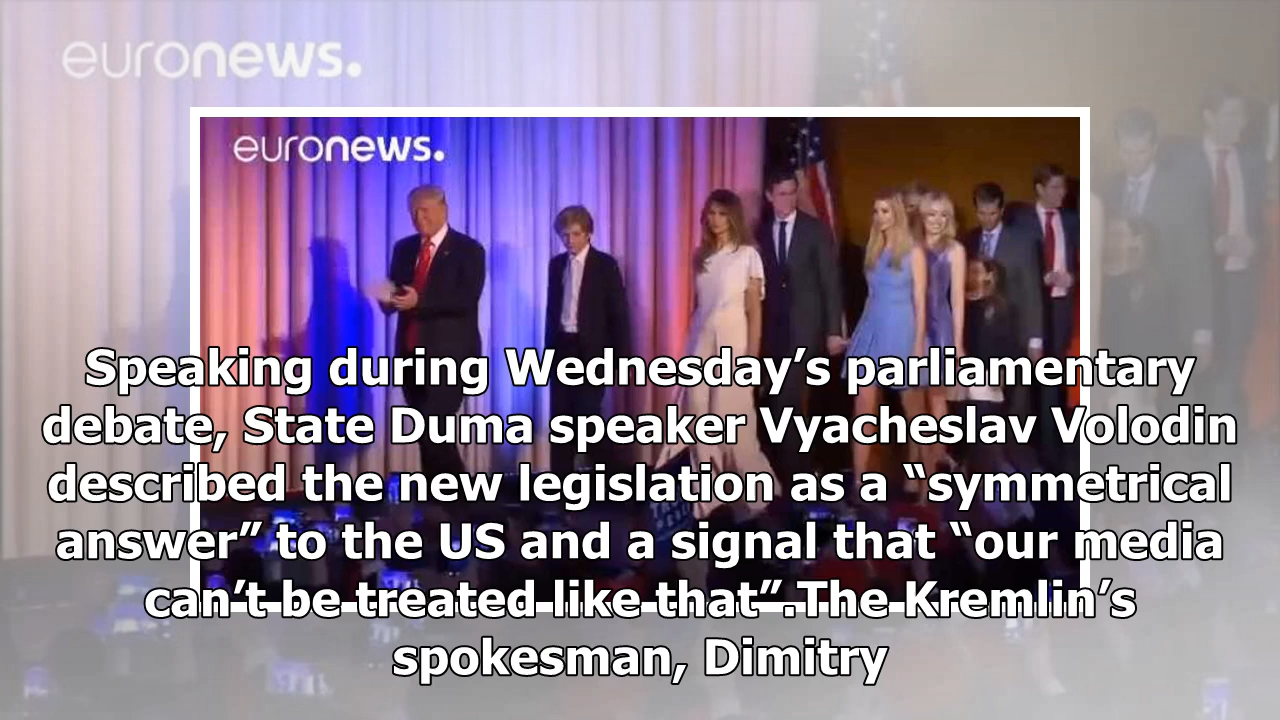 euronews.
euronews.
Speaking during Wednesday’s parliamentary
debate, State Duma speaker Vyacheslav Volodin
described the new legislation as a “symmetrical
answer” to the US and a signal that “our media
can’t be treated like that”.The Kremlin’s
spokesman, Dimitry